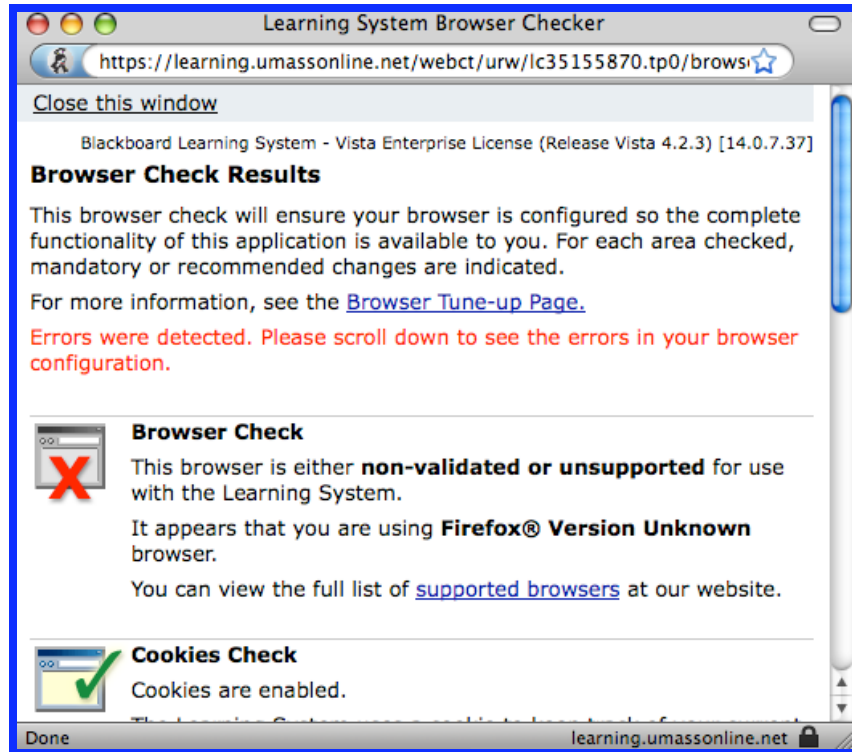 Learning System Browser Checker
https://learning.umassonline.net/webct/urw/lc35155870.tp0/brows
Close this window
Blackboard Learning System - Vista Enterprise License (Release Vista 4.2.3) [14.0.7.37]
Browser Check Results
This browser check will ensure your browser is configured so the complete
functionality of this application is available to you. For each area checked,
mandatory or recommended changes are indicated.
For more information, see the Browser Tune-up Page.
Errors were detected. Please scroll down to see the errors in your browser
configuration.
Browser Check
This browser is either non-validated or unsupported for use
with the Learning System.
It appears that you are using Firefox® Version Unknown
browser.
You can view the full list of supported browsers at our website.
Cookies Check
Cookies are enabled.
Done learning.umassonline.net